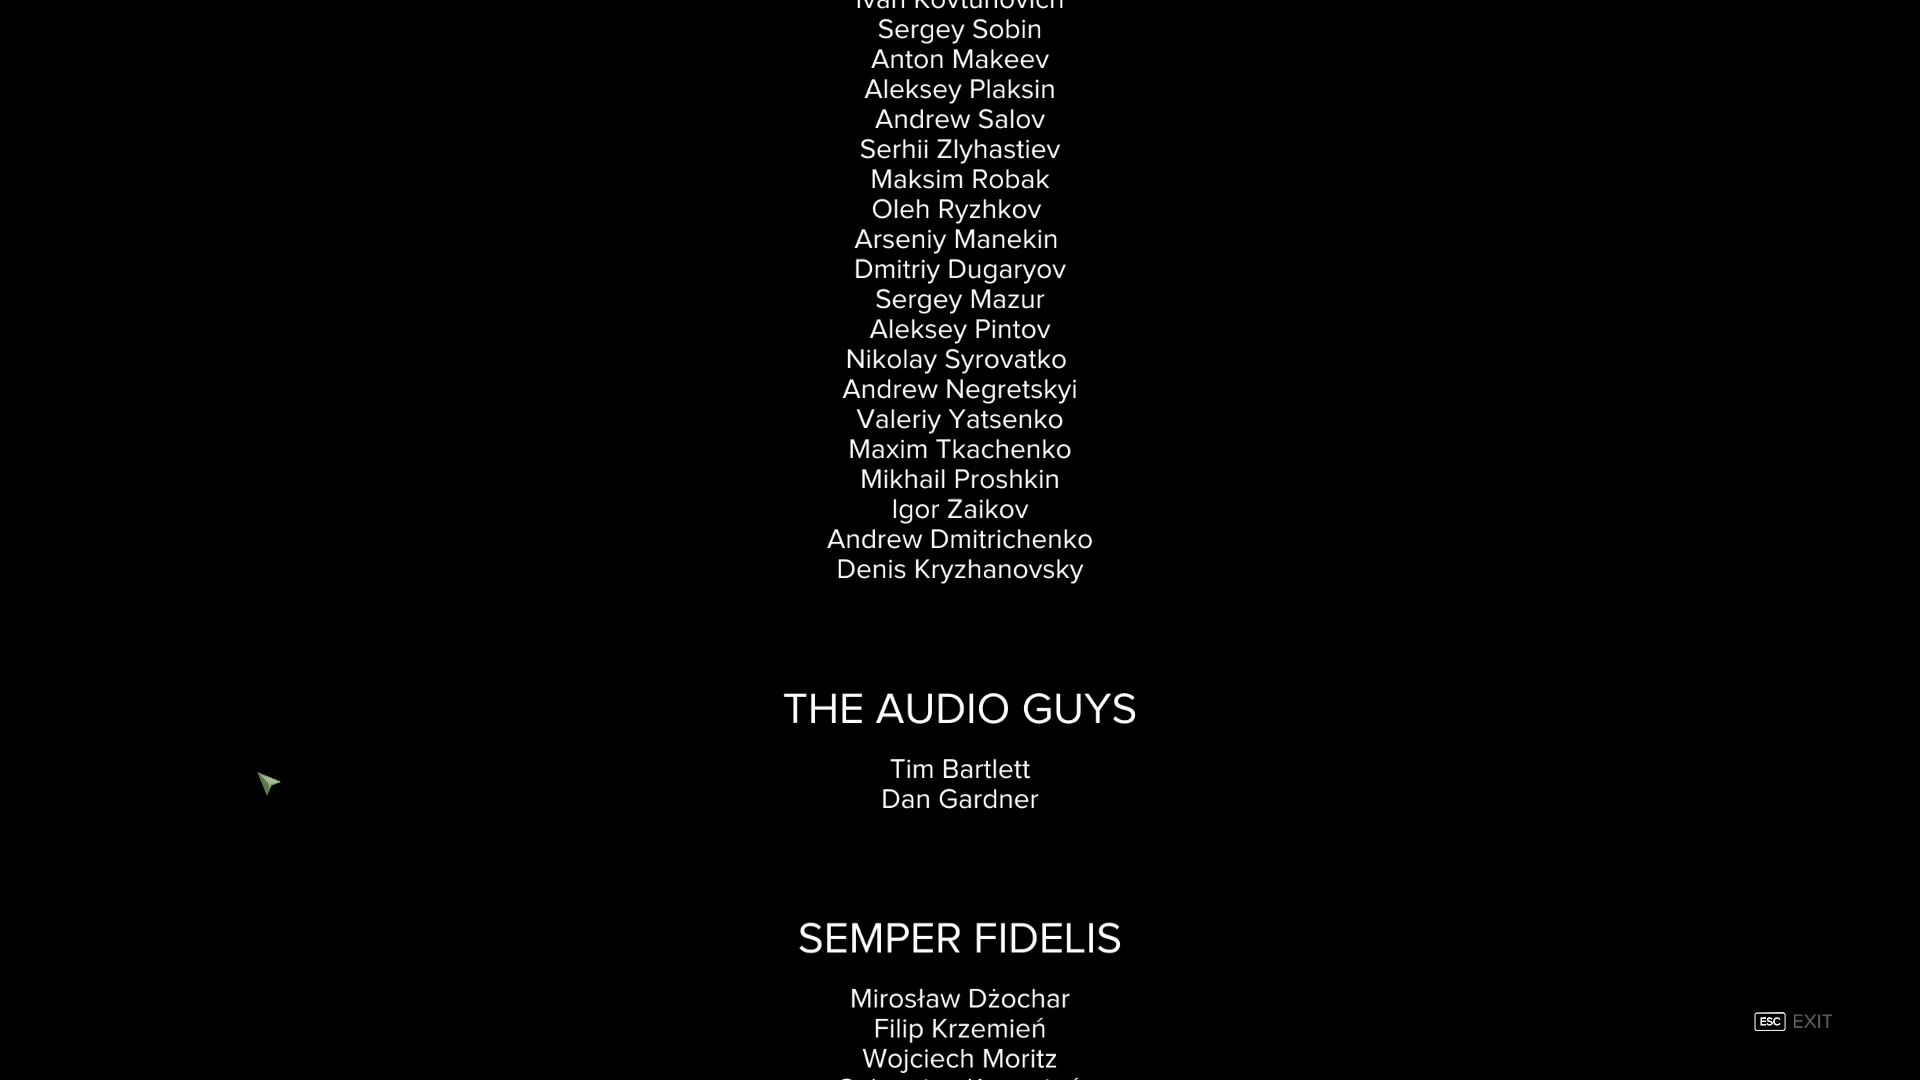 Ivan Kovtunovich
Sergey Sobin
Anton Makeev
Aleksey Plaksin
Andrew Salov
Serhii Zlyhastiev
Maksim Robak
Oleh Ryzhkov
Arseniy Manekin
Dmitriy Dugaryov
Sergey Mazur
Aleksey Pintov
Nikolay Syrovatko
Andrew Negretskyi
Valeriy Yatsenko
Maxim Tkachenko
Mikhail Proshkin
Igor Zaikov
Andrew Dmitrichenko
Denis Kryzhanovsky
THE AUDIO GUYS
Tim Bartlett
Dan Gardner
SEMPER FIDELIS
Mirosław Dżochar
Filip Krzemień
Wojciech Moritz
ESC EXIT